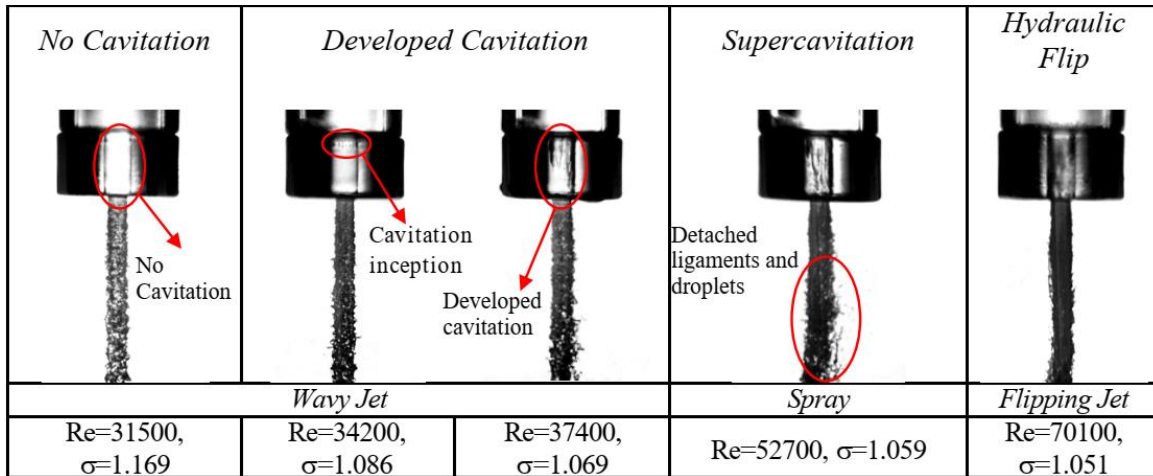 No Cavitation
Developed Cavitation
Supercavitation
Hydraulic
Flip
No
Cavitation
Cavitation
inception
Developed
cavitation
Detached
ligaments and
droplets
Wavy Jet
Spray
Flipping Jet
Re=31500,
σ=1.169
Re=34200,
σ=1.086
Re=37400,
σ=1.069
Re=52700, σ=1.059
Re=70100,
σ=1.051